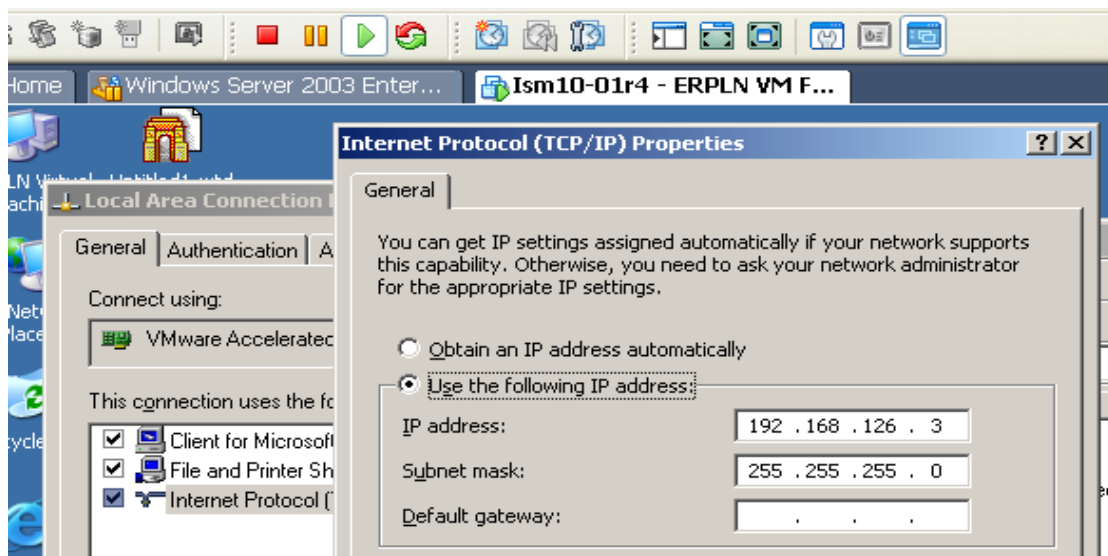 Home
Windows Server 2003 Enter...
Ism10-01r4 - ERPLN VM F...
Internet Protocol (TCP/IP) Properties
Local Area Connection
General
Authentication
A
Connect using:
VMware Accelerated
This connection uses the fo
Client for Microsoft
File and Printer Sh
Internet Protocol (
General
You can get IP settings assigned automatically if your network supports
this capability. Otherwise, you need to ask your network administrator
for the appropriate IP settings.
Obtain an IP address automatically
Use the following IP address:
IP address:
192 .168 .126 . 3
Subnet mask:
255 .255 .255 . 0
Default gateway:
. . .